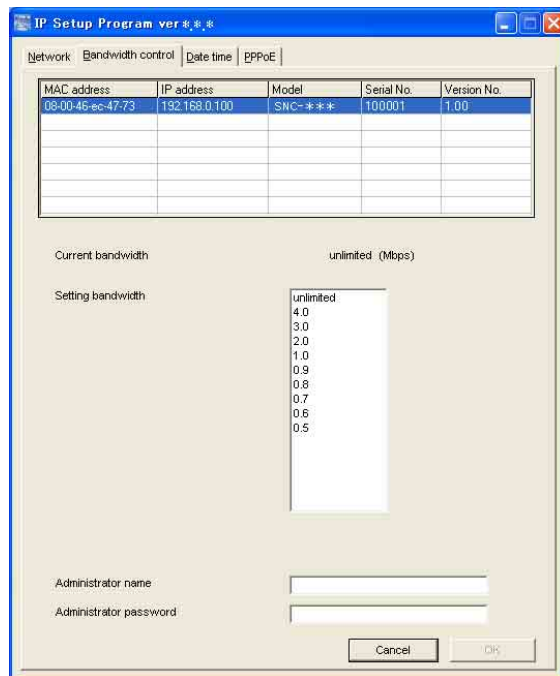 IP Setup Program ver *.*.*
Network Bandwidth control Date time PPPoE
MAC address IP address Model Serial No. Version No.
08-00-46-ec-47-73 192.168.0.100 SNC-*** 100001 1.00
Current bandwidth unlimited (Mbps)
Setting bandwidth
unlimited
4.0
3.0
2.0
1.0
0.9
0.8
0.7
0.6
0.5
Administrator name
Administrator password
Cancel OK